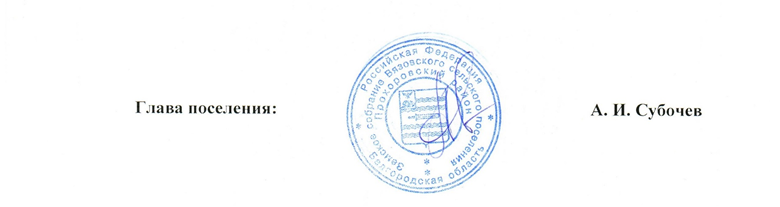 Глава поселения:
Российская Федерация
Земское собрание Вязовского сельского поселения
Прохоровский район
Белгородская область
А. И. Субочев